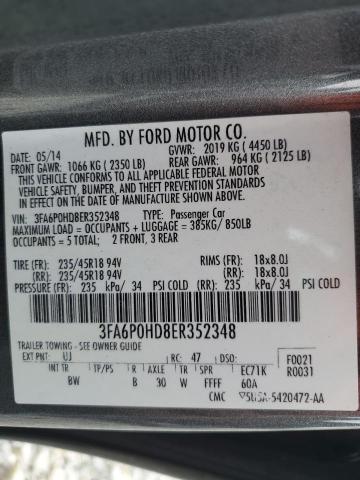 MFD. BY FORD MOTOR CO.
DATE: 05/14 GVWR: 2019 KG (4450 LB)
FRONT GAWR: 1066 KG (2350 LB) REAR GAWR: 964 KG (2125 LB)
THIS VEHICLE CONFORMS TO ALL APPLICABLE FEDERAL MOTOR
VEHICLE SAFETY, BUMPER, AND THEFT PREVENTION STANDARDS IN
EFFECT ON THE DATE OF MANUFACTURE SHOWN ABOVE.
VIN: 3FA6P0HD8ER352348 TYPE: Passenger Car
MAXIMUM LOAD = OCCUPANTS + LUGGAGE = 385KG/ 850LB
OCCUPANTS = 5 TOTAL: 2 FRONT, 3 REAR
TIRE (FR): 235/45R18 94V RIMS (FR): 18x8.0J
(RR): 235/45R18 94V (RR): 18x8.0J
PRESSURE (FR): 235 kPa/ 34 PSI COLD (RR): 235 kPa/ 34 PSI COLD
3FA6P0HD8ER352348
TRAILER TOWING – SEE OWNER GUIDE
EXT PNT: UJ RC: 47 DSO: F0021
R0031
INT TR TP/PS R AXLE TR SPR EC71K
BW B 30 W FFFF 60A
CMC 5420472-AA